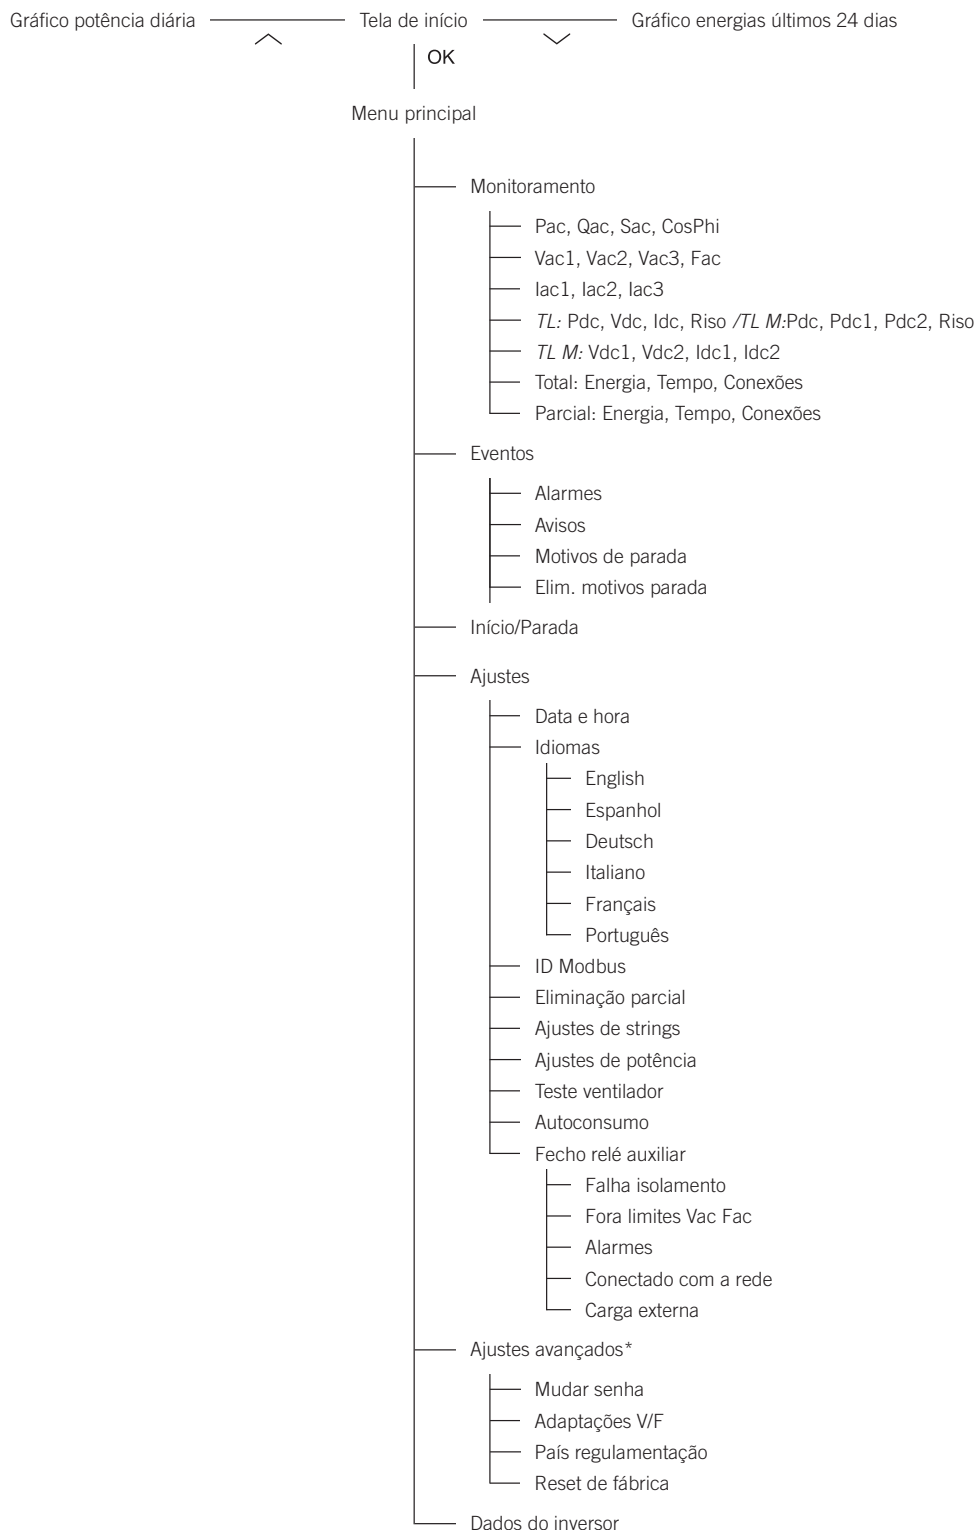 Gráfico potência diária Tela de início Gráfico energias últimos 24 dias
OK
Menu principal
Monitoramento
Pac, Qac, Sac, CosPhi
Vac1, Vac2, Vac3, Fac
Iac1, Iac2, Iac3
TL: Pdc, Vdc, Idc, Riso /TL M:Pdc, Pdc1, Pdc2, Riso
TL M: Vdc1, Vdc2, Idc1, Idc2
Total: Energia, Tempo, Conexões
Parcial: Energia, Tempo, Conexões
Eventos
Alarmes
Avisos
Motivos de parada
Elim. motivos parada
Início/Parada
Ajustes
Data e hora
Idiomas
English
Espanhol
Deutsch
Italiano
Français
Português
ID Modbus
Eliminação parcial
Ajustes de strings
Ajustes de potência
Teste ventilador
Autoconsumo
Fecho relé auxiliar
Falha isolamento
Fora limites Vac Fac
Alarmes
Conectado com a rede
Carga externa
Ajustes avançados*
Mudar senha
Adaptações V/F
País regulamentação
Reset de fábrica
Dados do inversor